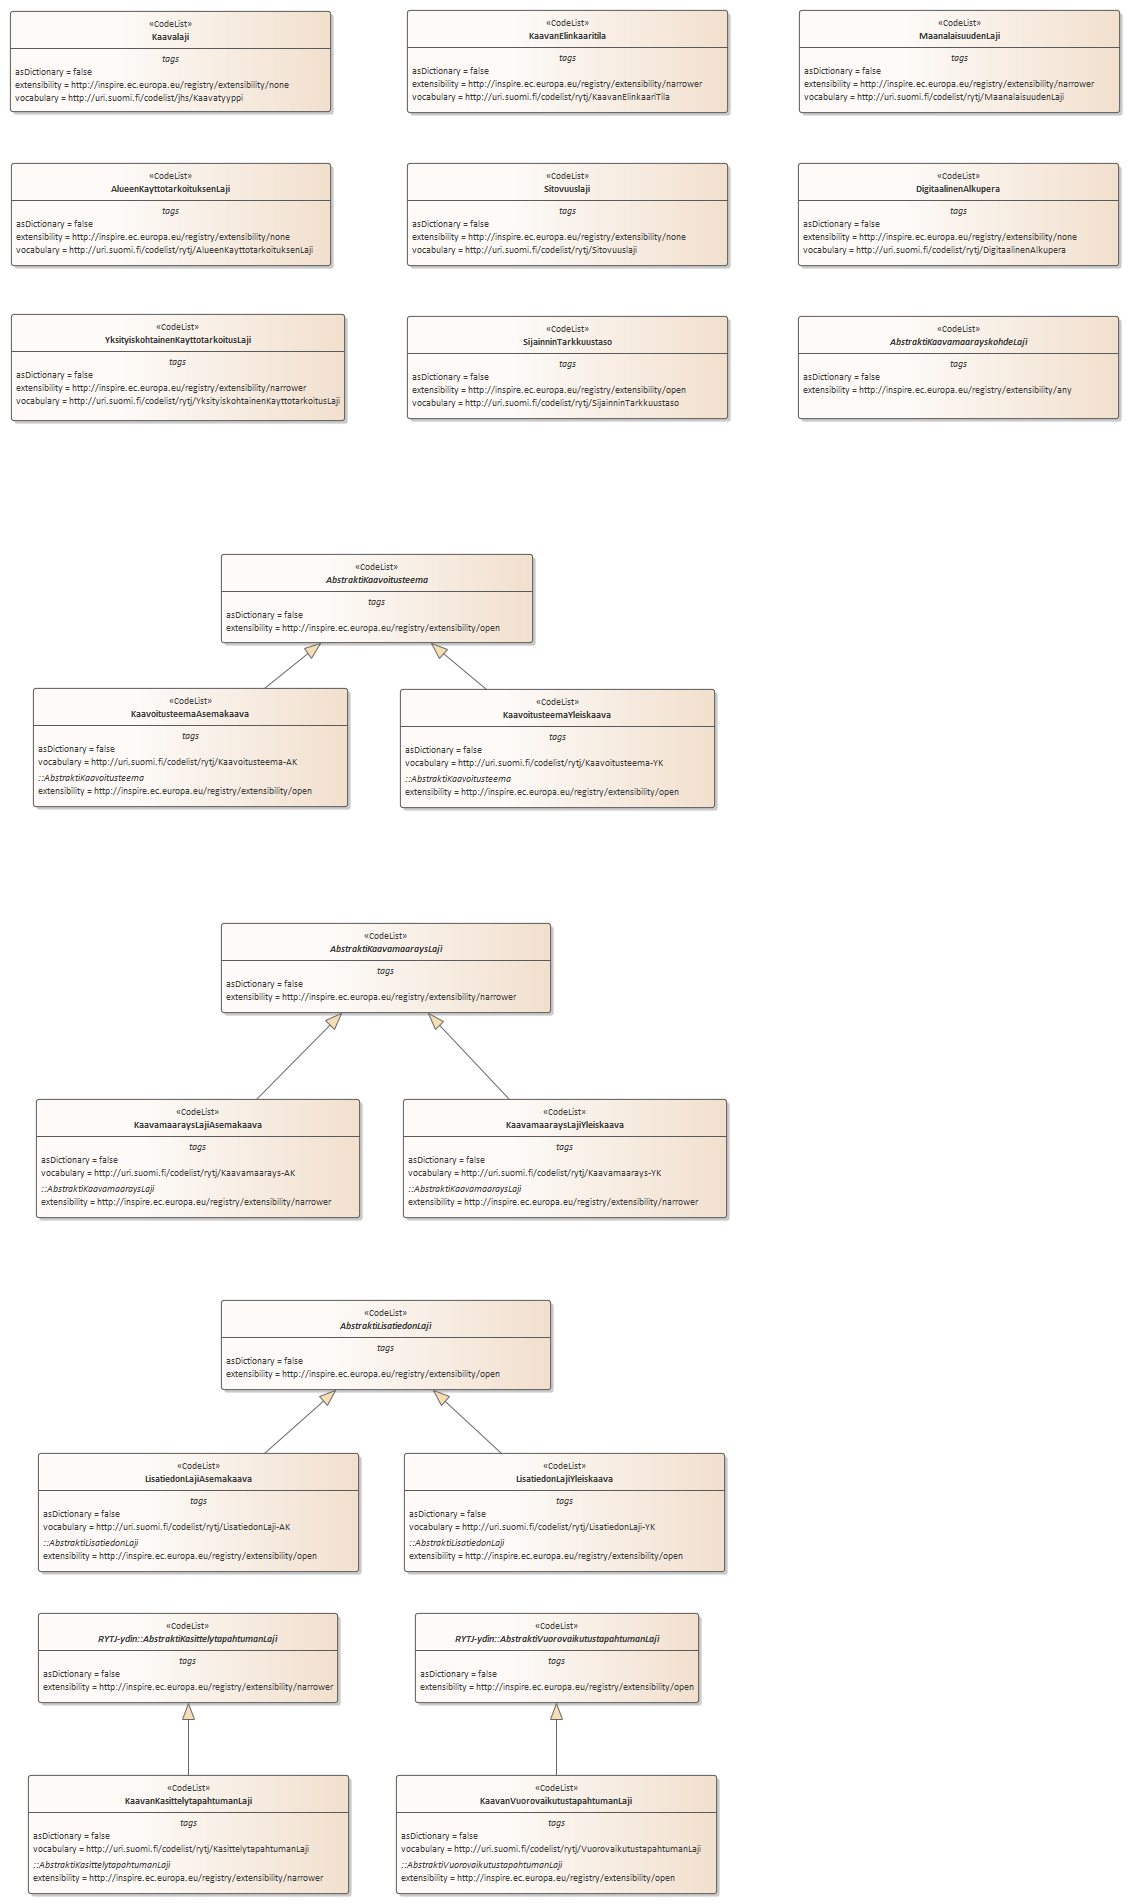 «CodeList»
Kaavalaji
tags
asDictionary = false
extensibility = http://inspire.ec.europa.eu/registry/extensibility/none
vocabulary = http://uri.suomi.fi/codelist/jhs/Kaavatyyppi
«CodeList»
KaavanElinkaaritila
tags
asDictionary = false
extensibility = http://inspire.ec.europa.eu/registry/extensibility/narrower
vocabulary = http://uri.suomi.fi/codelist/rytj/KaavanElinkaariTila
«CodeList»
MaanalaisuudenLaji
tags
asDictionary = false
extensibility = http://inspire.ec.europa.eu/registry/extensibility/narrower
vocabulary = http://uri.suomi.fi/codelist/rytj/MaanalaisuudenLaji
«CodeList»
AlueenKayttotarkoituksenLaji
tags
asDictionary = false
extensibility = http://inspire.ec.europa.eu/registry/extensibility/none
vocabulary = http://uri.suomi.fi/codelist/rytj/AlueenKayttotarkoituksenLaji
«CodeList»
Sitovuuslaji
tags
asDictionary = false
extensibility = http://inspire.ec.europa.eu/registry/extensibility/none
vocabulary = http://uri.suomi.fi/codelist/rytj/Sitovuuslaji
«CodeList»
DigitaalinenAlkupera
tags
asDictionary = false
extensibility = http://inspire.ec.europa.eu/registry/extensibility/none
vocabulary = http://uri.suomi.fi/codelist/rytj/DigitaalinenAlkupera
«CodeList»
YksityiskohtainenKayttotarkoitusLaji
tags
asDictionary = false
extensibility = http://inspire.ec.europa.eu/registry/extensibility/narrower
vocabulary = http://uri.suomi.fi/codelist/rytj/YksityiskohtainenKayttotarkoitusLaji
«CodeList»
SijainninTarkkuustaso
tags
asDictionary = false
extensibility = http://inspire.ec.europa.eu/registry/extensibility/open
vocabulary = http://uri.suomi.fi/codelist/rytj/SijainninTarkkuustaso
«CodeList»
AbstraktiKaavamaarayskohdeLaji
tags
asDictionary = false
extensibility = http://inspire.ec.europa.eu/registry/extensibility/any
«CodeList»
AbstraktiKaavoitusteema
tags
asDictionary = false
extensibility = http://inspire.ec.europa.eu/registry/extensibility/open
«CodeList»
KaavoitusteemaAsemakaava
tags
asDictionary = false
vocabulary = http://uri.suomi.fi/codelist/rytj/Kaavoitusteema-AK
::AbstraktiKaavoitusteema
extensibility = http://inspire.ec.europa.eu/registry/extensibility/open
«CodeList»
KaavoitusteemaYleiskaava
tags
asDictionary = false
vocabulary = http://uri.suomi.fi/codelist/rytj/Kaavoitusteema-YK
::AbstraktiKaavoitusteema
extensibility = http://inspire.ec.europa.eu/registry/extensibility/open
«CodeList»
AbstraktiKaavamaaraysLaji
tags
asDictionary = false
extensibility = http://inspire.ec.europa.eu/registry/extensibility/narrower
«CodeList»
KaavamaaraysLajiAsemakaava
tags
asDictionary = false
vocabulary = http://uri.suomi.fi/codelist/rytj/Kaavamaarays-AK
::AbstraktiKaavamaaraysLaji
extensibility = http://inspire.ec.europa.eu/registry/extensibility/narrower
«CodeList»
KaavamaaraysLajiYleiskaava
tags
asDictionary = false
vocabulary = http://uri.suomi.fi/codelist/rytj/Kaavamaarays-YK
::AbstraktiKaavamaaraysLaji
extensibility = http://inspire.ec.europa.eu/registry/extensibility/narrower
«CodeList»
AbstraktiLisatiedonLaji
tags
asDictionary = false
extensibility = http://inspire.ec.europa.eu/registry/extensibility/open
«CodeList»
LisatiedonLajiAsemakaava
tags
asDictionary = false
vocabulary = http://uri.suomi.fi/codelist/rytj/LisatiedonLaji-AK
::AbstraktiLisatiedonLaji
extensibility = http://inspire.ec.europa.eu/registry/extensibility/open
«CodeList»
LisatiedonLajiYleiskaava
tags
asDictionary = false
vocabulary = http://uri.suomi.fi/codelist/rytj/LisatiedonLaji-YK
::AbstraktiLisatiedonLaji
extensibility = http://inspire.ec.europa.eu/registry/extensibility/open
«CodeList»
RYTJ-ydin::AbstraktiKasittelytapahtumanLaji
tags
asDictionary = false
extensibility = http://inspire.ec.europa.eu/registry/extensibility/narrower
«CodeList»
RYTJ-ydin::AbstraktiVuorovaikutustapahtumanLaji
tags
asDictionary = false
extensibility = http://inspire.ec.europa.eu/registry/extensibility/open
«CodeList»
KaavanKasittelytapahtumanLaji
tags
asDictionary = false
vocabulary = http://uri.suomi.fi/codelist/rytj/KasittelytapahtumanLaji
::AbstraktiKasittelytapahtumanLaji
extensibility = http://inspire.ec.europa.eu/registry/extensibility/narrower
«CodeList»
KaavanVuorovaikutustapahtumanLaji
tags
asDictionary = false
vocabulary = http://uri.suomi.fi/codelist/rytj/VuorovaikutustapahtumanLaji
::AbstraktiVuorovaikutustapahtumanLaji
extensibility = http://inspire.ec.europa.eu/registry/extensibility/open